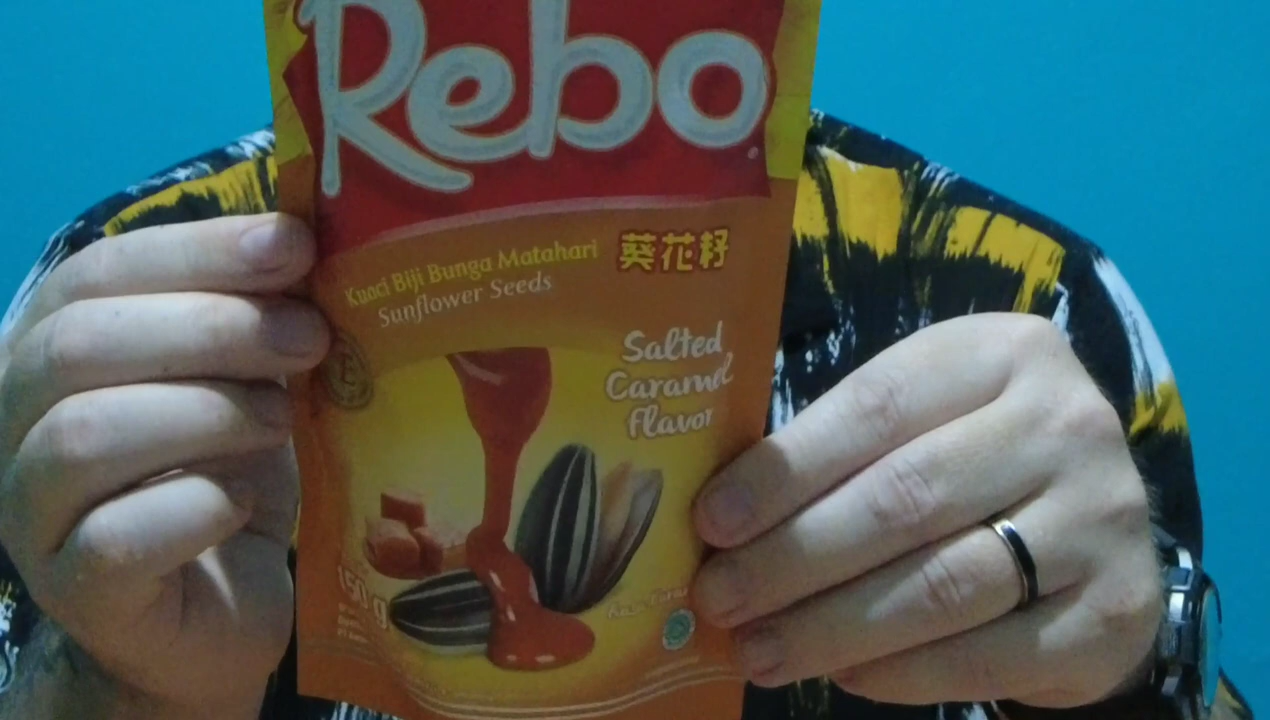 Rebo
Kuaci Biji Bunga Matahari
葵花籽
Sunflower Seeds
Salted
Caramel
Flavor
150 g